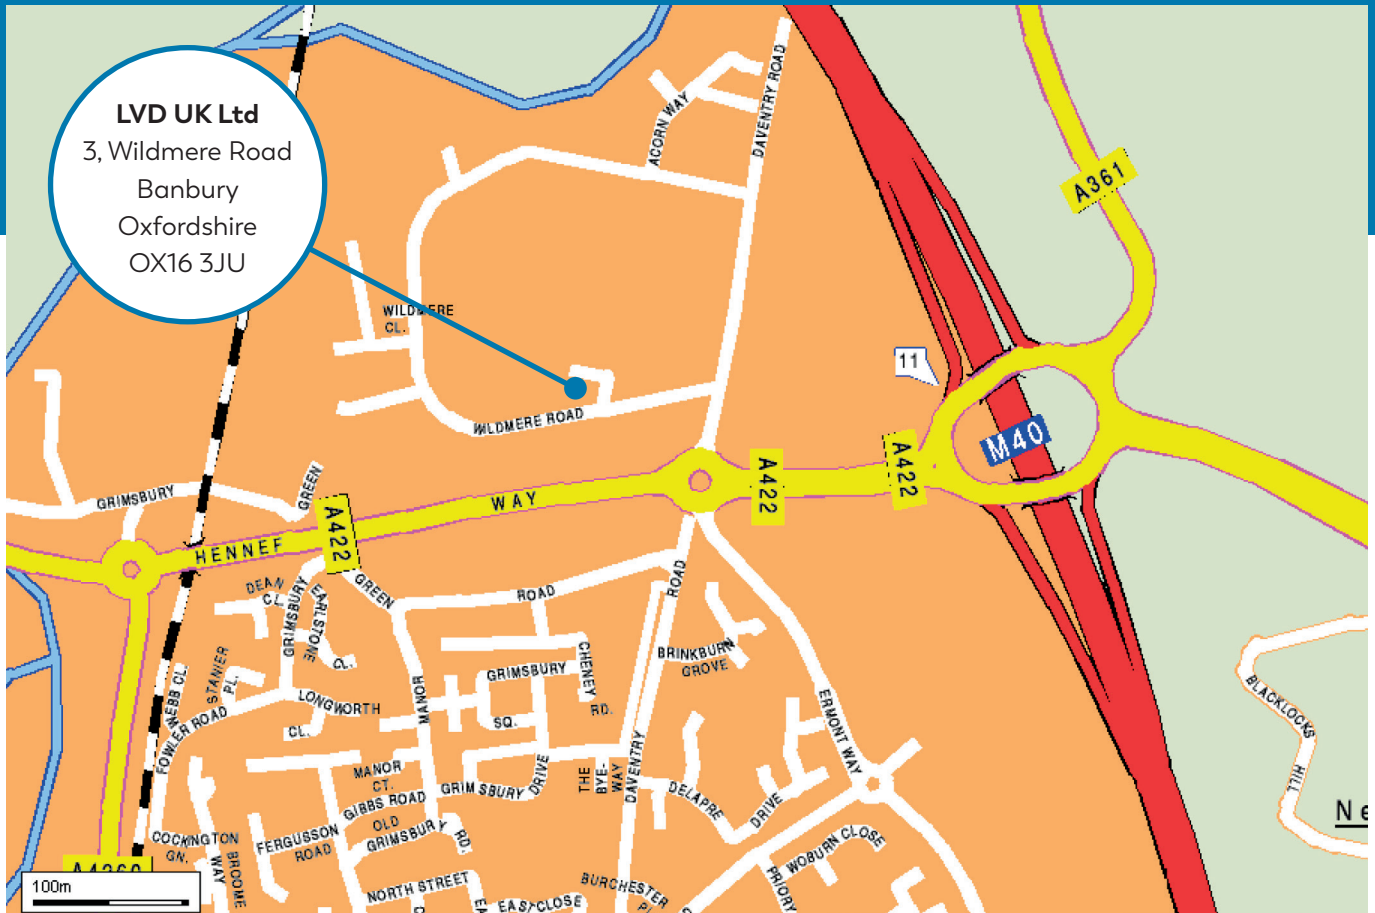 LVD UK Ltd
3, Wildmere Road
Banbury
Oxfordshire
OX16 3JU
ACORN WAY
DAVENTRY ROAD
A361
WILDMERE
CL.
11
WILDMERE ROAD
M40
A422
A422
GRIMSBURY
GREEN
HENNEF
A422
WAY
DEAN
CL.
GRIMSBURY
GREEN
EARLSTONE
CL.
ROAD
ROAD
STANIER
PL.
WEBB CL.
FOWLER ROAD
LONGWORTH
CL.
MANOR
GRIMSBURY
SQ.
CHENEY
RD.
BRINKBURN
GROVE
ERMONT WAY
BLACKLOCKS
HILL
MANOR
CT.
GIBBS ROAD
GRIMSBURY
DRIVE
THE
BYE-
WAY
DAVENTRY
DELAPRE
DRIVE
COCKINGTON
GN.
WAY
BROOME
FERGUSSON
ROAD
OLD
GRIMSBURY
RD.
WOBURN CLOSE
PRIORY
NORTH STREET
EAST CLOSE
BURCHESTER
A4260
100m